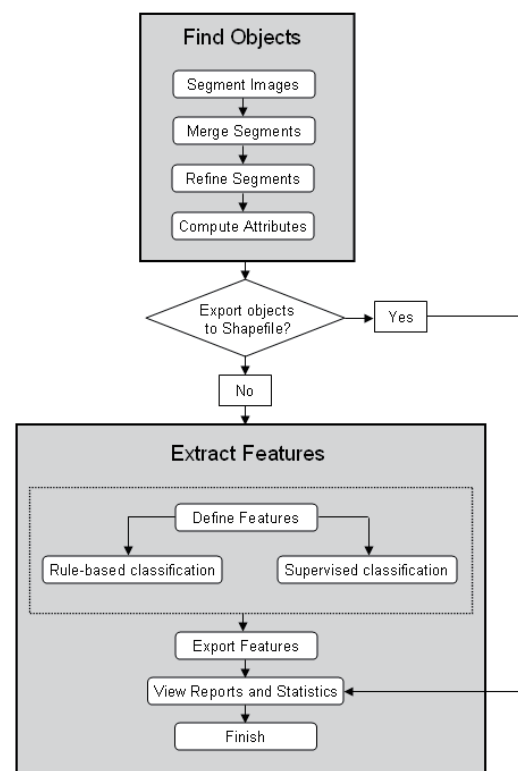 Find Objects
Segment Images
Merge Segments
Refine Segments
Compute Attributes
Export objects
to Shapefile?
Yes
No
Extract Features
Define Features
Rule-based classification
Supervised classification
Export Features
View Reports and Statistics
Finish